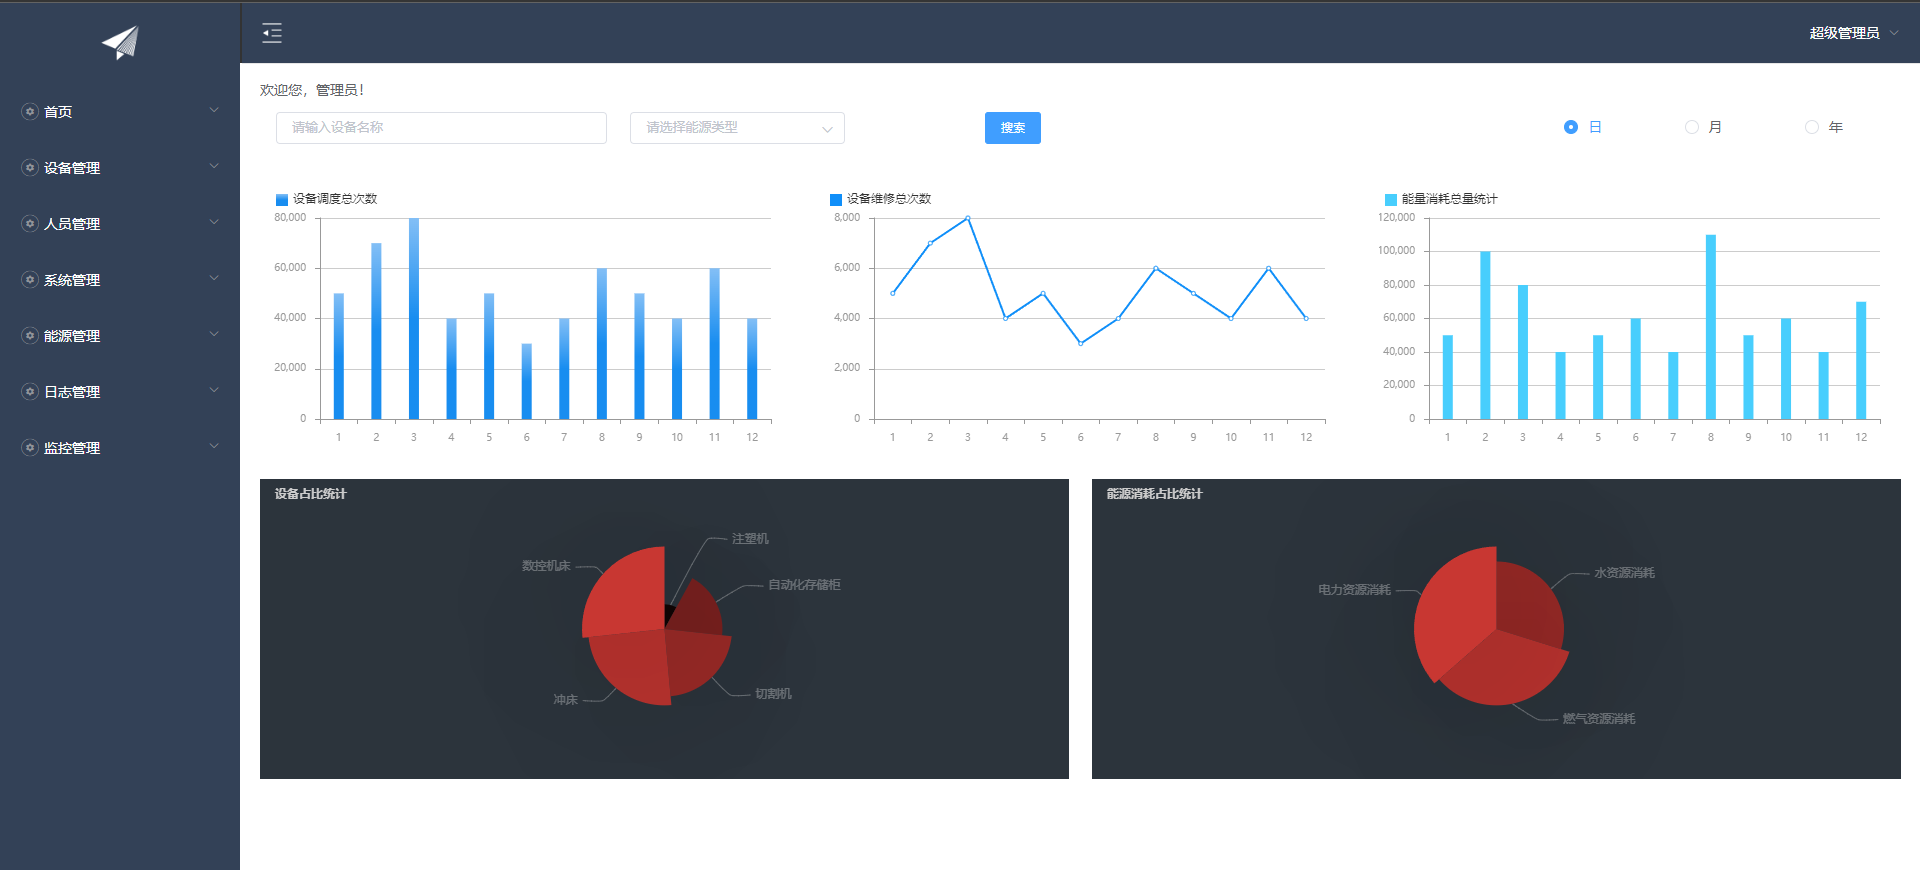 超级管理员
首页
设备管理
人员管理
系统管理
能源管理
日志管理
监控管理
欢迎您，管理员！
请输入设备名称
请选择能源类型
搜索
日
月
年
设备调度总次数
80,000
60,000
40,000
20,000
0
1 2 3 4 5 6 7 8 9 10 11 12
设备维修总次数
8,000
6,000
4,000
2,000
0
1 2 3 4 5 6 7 8 9 10 11 12
能量消耗总量统计
120,000
100,000
80,000
60,000
40,000
20,000
0
1 2 3 4 5 6 7 8 9 10 11 12
设备占比统计
注塑机
数控机床
自动化存储柜
切割机
冲床
能源消耗占比统计
水资源消耗
电力资源消耗
燃气资源消耗